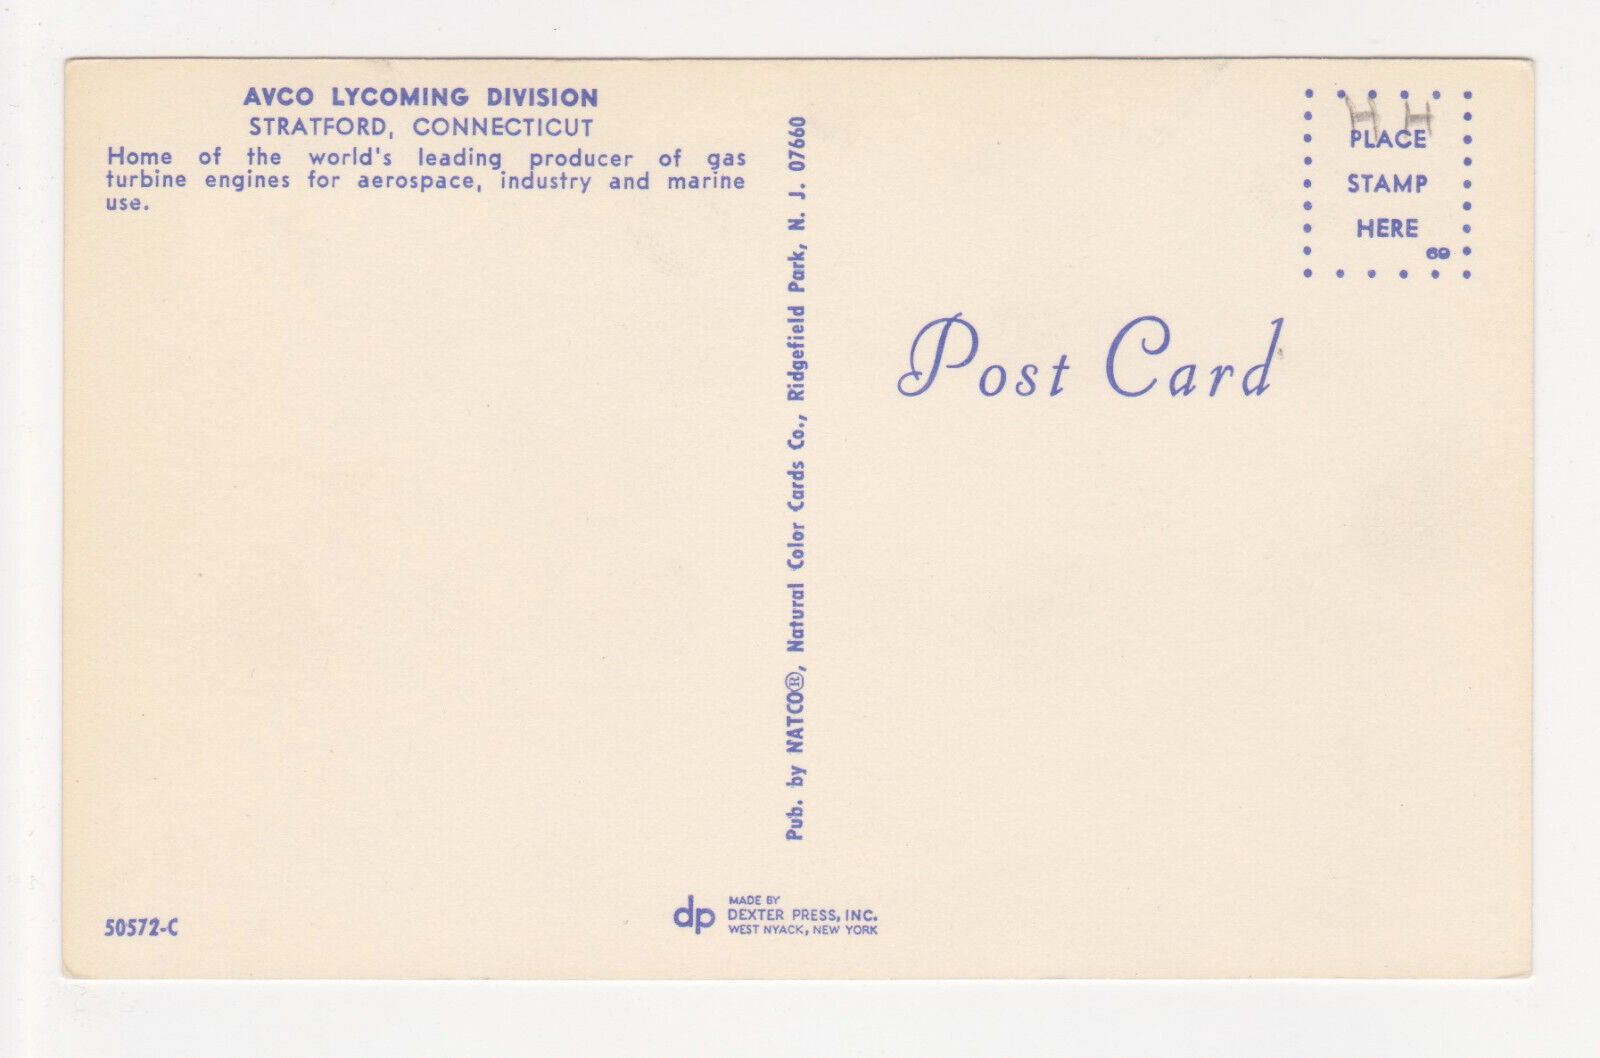 AVCO LYCOMING DIVISION
STRATFORD, CONNECTICUT
Home of the world's leading producer of gas
turbine engines for aerospace, industry and marine
use.
50572-C
Pub. by NATCO®, Natural Color Cards Co., Ridgefield Park, N. J. 07660
dp
MADE BY
DEXTER PRESS, INC.
WEST NYACK, NEW YORK
H H
PLACE
STAMP
HERE
69
Post Card